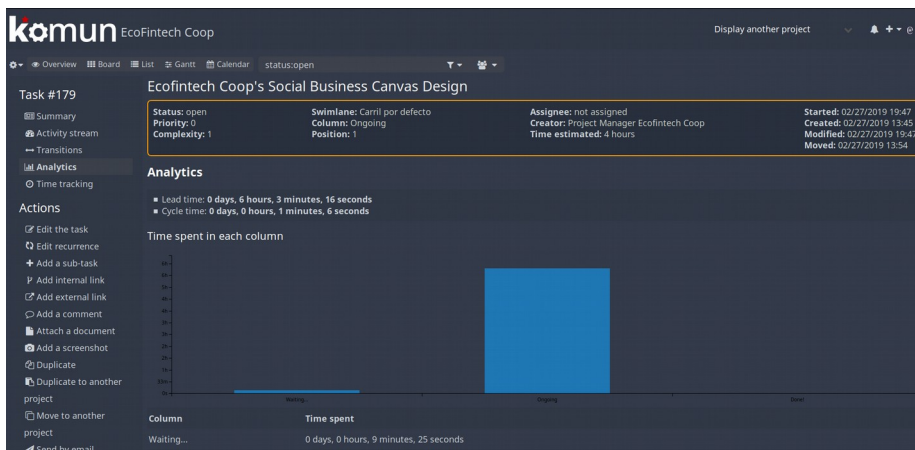 komun EcoFintech Coop
Display another project
Overview Board List Gantt Calendar status:open
Task #179
Summary
Activity stream
Transitions
Analytics
Time tracking
Actions
Edit the task
Edit recurrence
Add a sub-task
Add internal link
Add external link
Add a comment
Attach a document
Add a screenshot
Duplicate
Duplicate to another
project
Move to another
project
Send by email
Ecofintech Coop's Social Business Canvas Design
Status: open
Priority: 0
Complexity: 1
Swimlane: Carril por defecto
Column: Ongoing
Position: 1
Assignee: not assigned
Creator: Project Manager Ecofintech Coop
Time estimated: 4 hours
Started: 02/27/2019 19:47
Created: 02/27/2019 13:45
Modified: 02/27/2019 19:47
Moved: 02/27/2019 13:54
Analytics
Lead time: 0 days, 6 hours, 3 minutes, 16 seconds
Cycle time: 0 days, 0 hours, 1 minutes, 6 seconds
Time spent in each column
Waiting... Ongoing Done!
Column Time spent
Waiting... 0 days, 0 hours, 9 minutes, 25 seconds